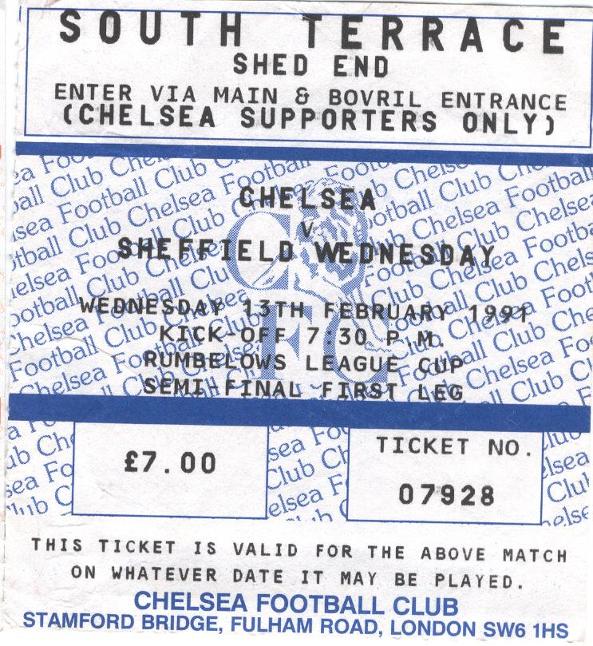 SOUTH TERRACE
SHED END
ENTER VIA MAIN & BOVRIL ENTRANCE
(CHELSEA SUPPORTERS ONLY)
CHELSEA
V
SHEFFIELD WEDNESDAY
WEDNESDAY 13TH FEBRUARY 1991
KICK-OFF 7.30 P.M.
RUMBELOWS LEAGUE CUP
SEMI-FINAL FIRST LEG
£7.00
TICKET NO.
07928
THIS TICKET IS VALID FOR THE ABOVE MATCH
ON WHATEVER DATE IT MAY BE PLAYED.
CHELSEA FOOTBALL CLUB
STAMFORD BRIDGE, FULHAM ROAD, LONDON SW6 1HS